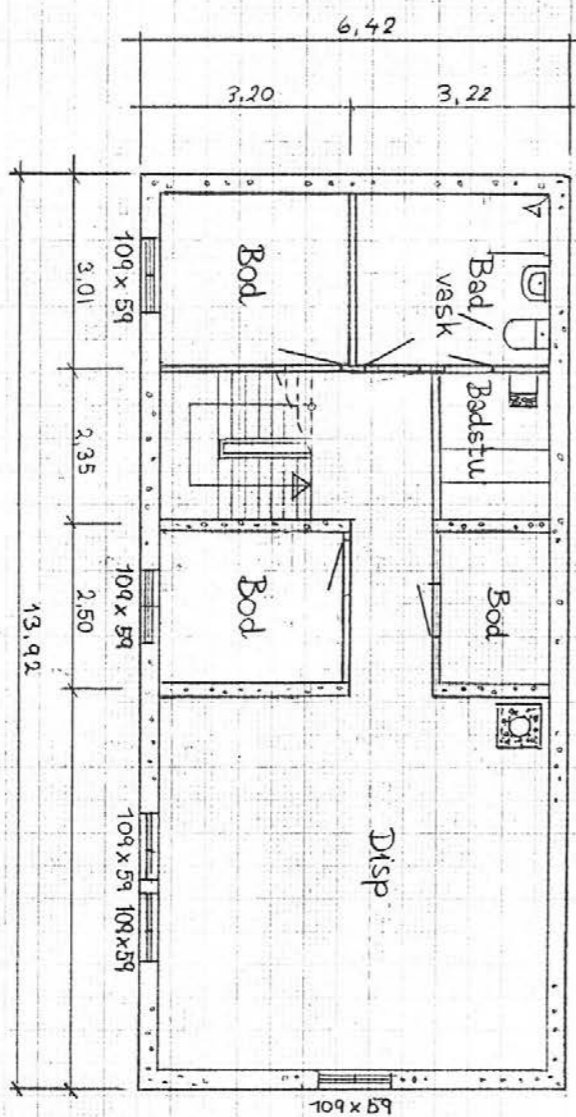 6,42
3,20
3,22
3,01
2,35
2,50
13,92
109 x 59
Bod
Bad/
vask
Badstu
109 x 59
Bod
Bod
Disp
109 x 59
109 x 59
109 x 59